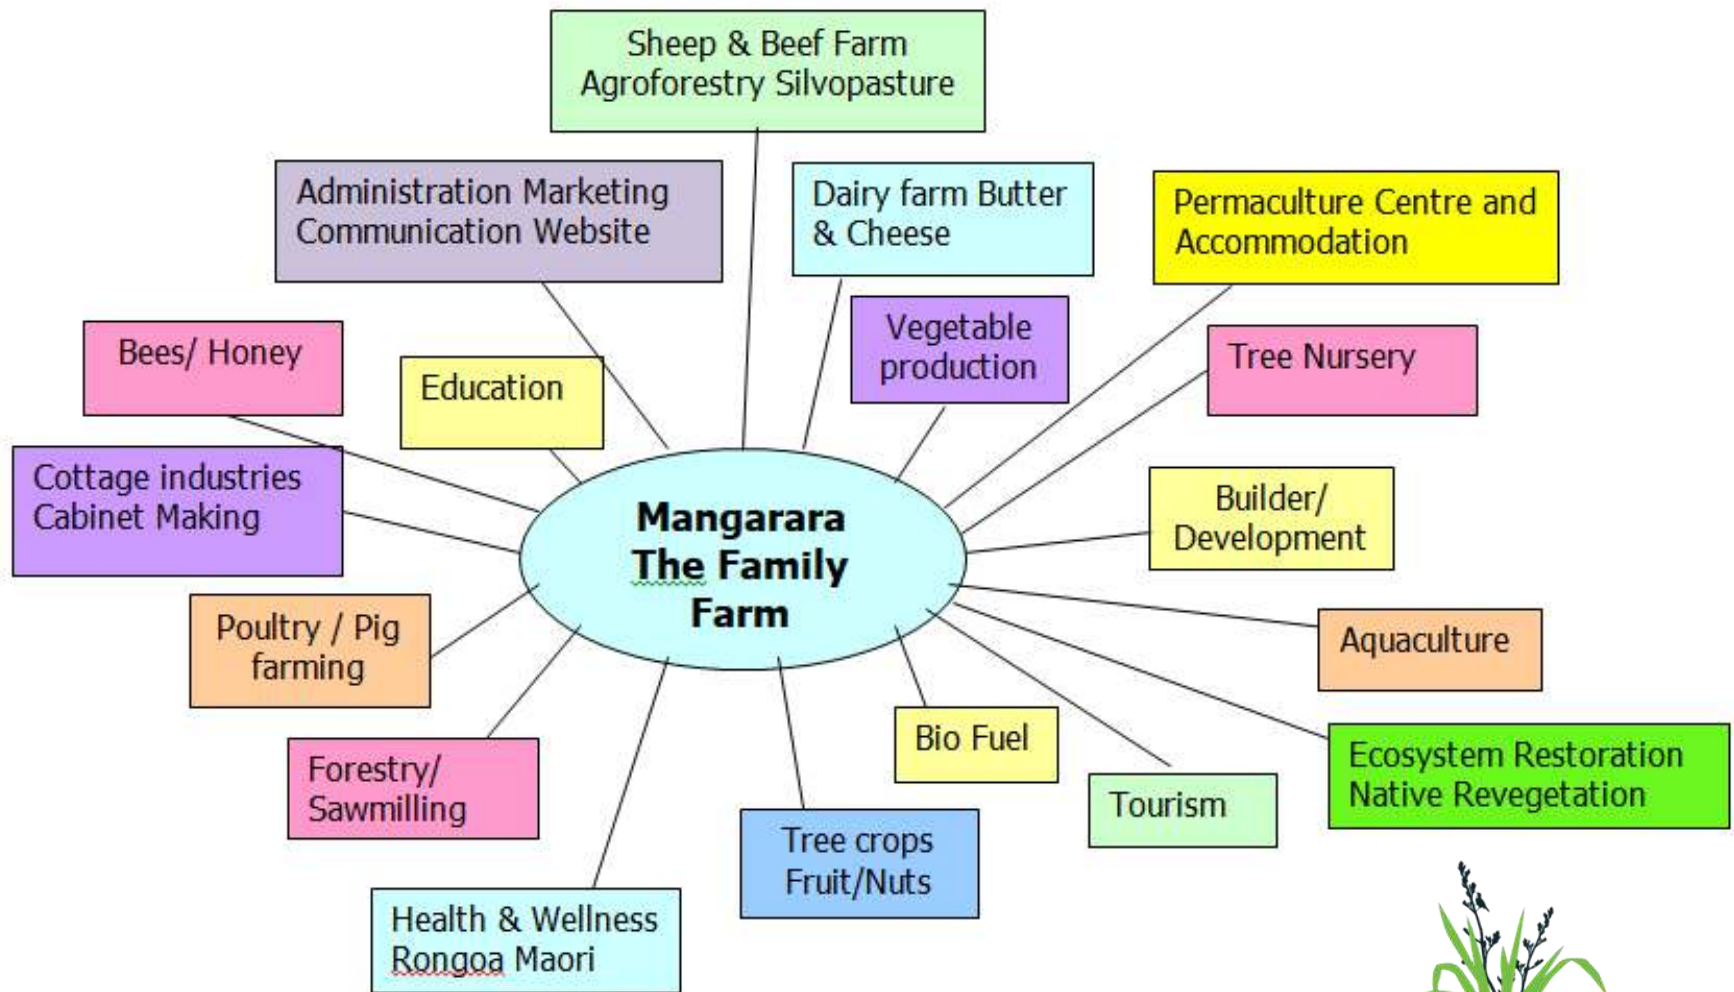 Sheep & Beef Farm
Agroforestry Silvopasture
Administration Marketing
Communication Website
Dairy farm Butter
& Cheese
Permaculture Centre and
Accommodation
Vegetable
production
Bees/ Honey
Education
Tree Nursery
Cottage industries
Cabinet Making
Mangarara
The Family
Farm
Builder/
Development
Poultry / Pig
farming
Aquaculture
Forestry/
Sawmilling
Bio Fuel
Tourism
Ecosystem Restoration
Native Revegetation
Tree crops
Fruit/Nuts
Health & Wellness
Rongoa Maori